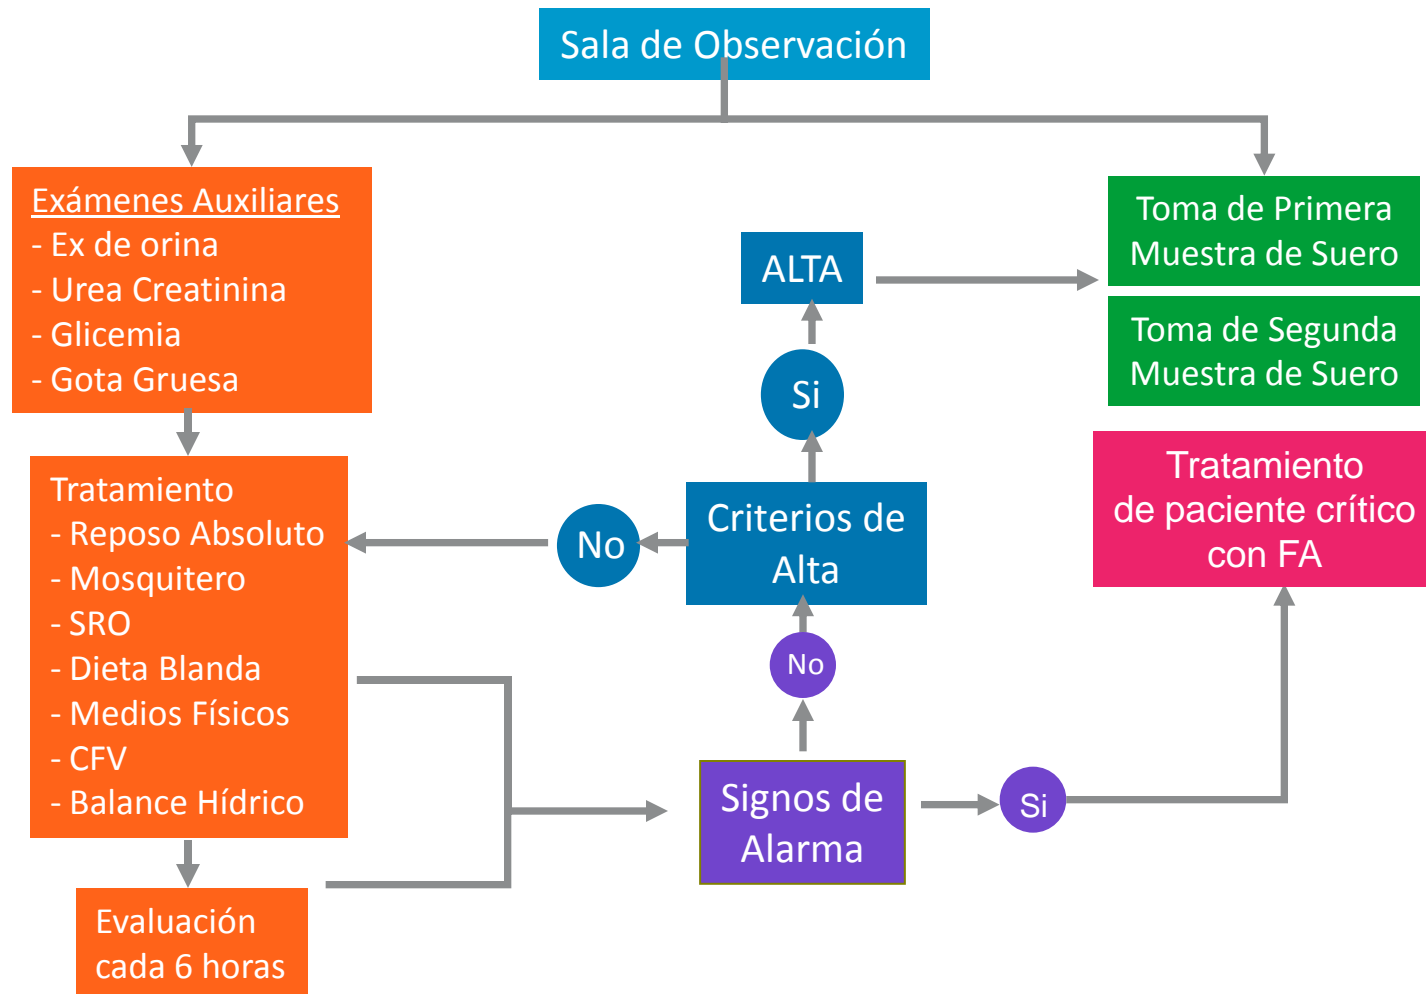 Sala de Observación
Exámenes Auxiliares
- Ex de orina
- Urea Creatinina
- Glicemia
- Gota Gruesa
Toma de Primera
Muestra de Suero
ALTA
Toma de Segunda
Muestra de Suero
Si
Tratamiento
de paciente crítico
con FA
Tratamiento
- Reposo Absoluto
- Mosquitero
- SRO
- Dieta Blanda
- Medios Físicos
- CFV
- Balance Hídrico
No
Criterios de
Alta
No
Signos de
Alarma
Si
Evaluación
cada 6 horas